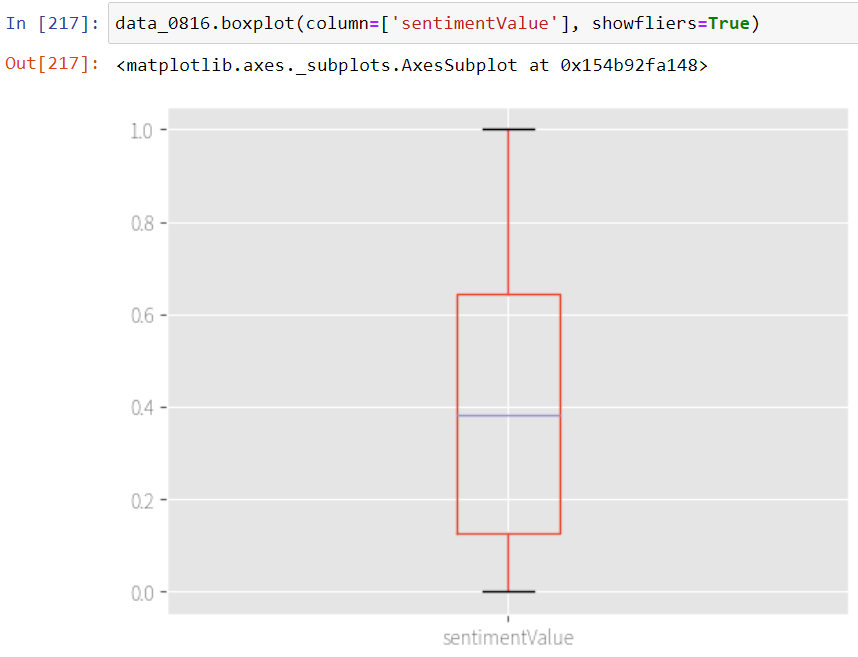 In [217]: data_0816.boxplot(column=['sentimentValue'], showfliers=True)
Out[217]: <matplotlib.axes._subplots.AxesSubplot at 0x154b92fa148>
1.0
0.8
0.6
0.4
0.2
0.0
sentimentValue